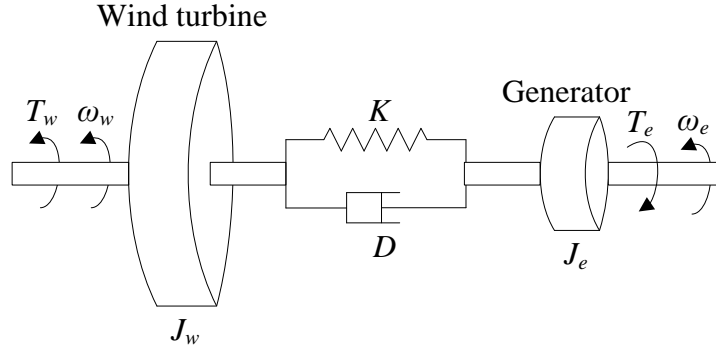 Wind turbine
T_w ω_w
K
Generator
T_e ω_e
D
J_e
J_w